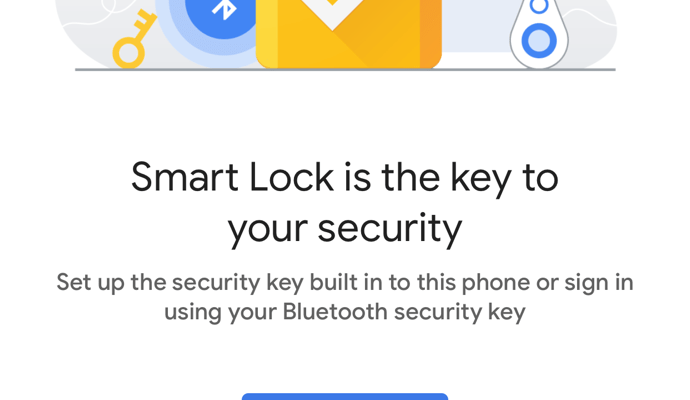 Smart Lock is the key to
your security
Set up the security key built in to this phone or sign in
using your Bluetooth security key